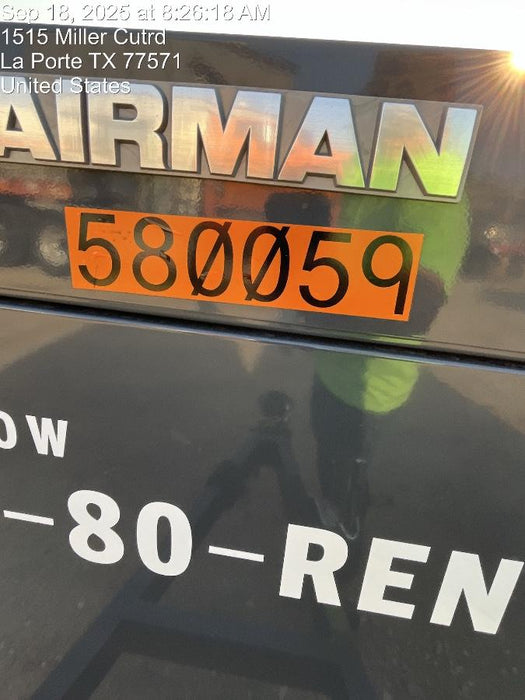 Sep 18, 2025 at 8:26:18 AM
1515 Miller Cutrd
La Porte TX 77571
United States
AIRMAN
580059
OW
-80-REN